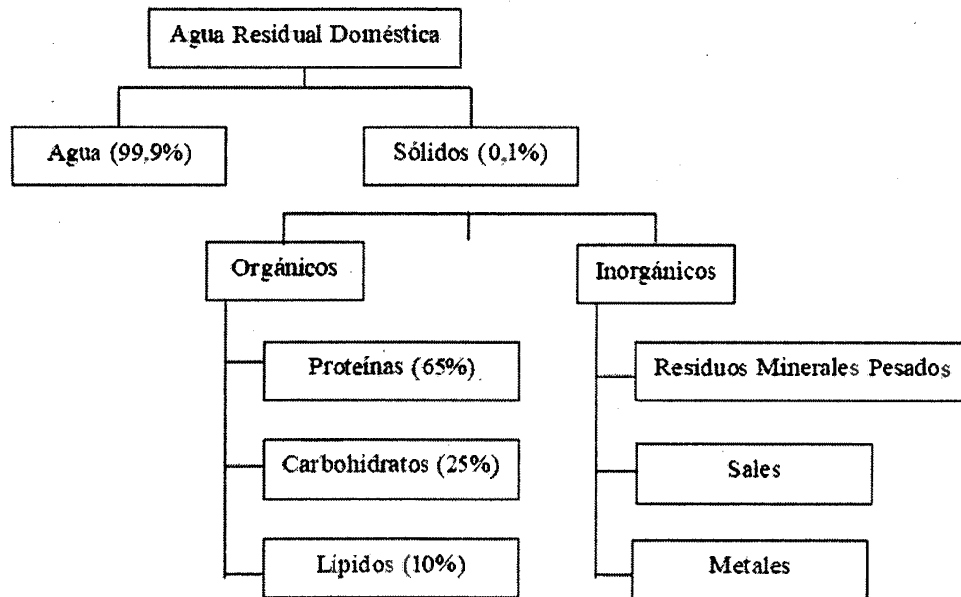 Agua Residual Doméstica
Agua (99,9%)
Sólidos (0,1%)
Orgánicos
Inorgánicos
Proteínas (65%)
Residuos Minerales Pesados
Carbohidratos (25%)
Sales
Lípidos (10%)
Metales